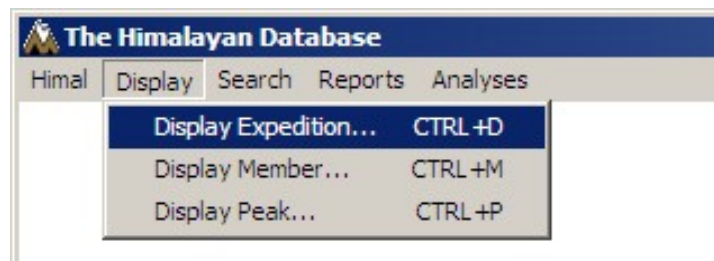 The Himalayan Database
Himal Display Search Reports Analyses
Display Expedition... CTRL+D
Display Member... CTRL+M
Display Peak... CTRL+P